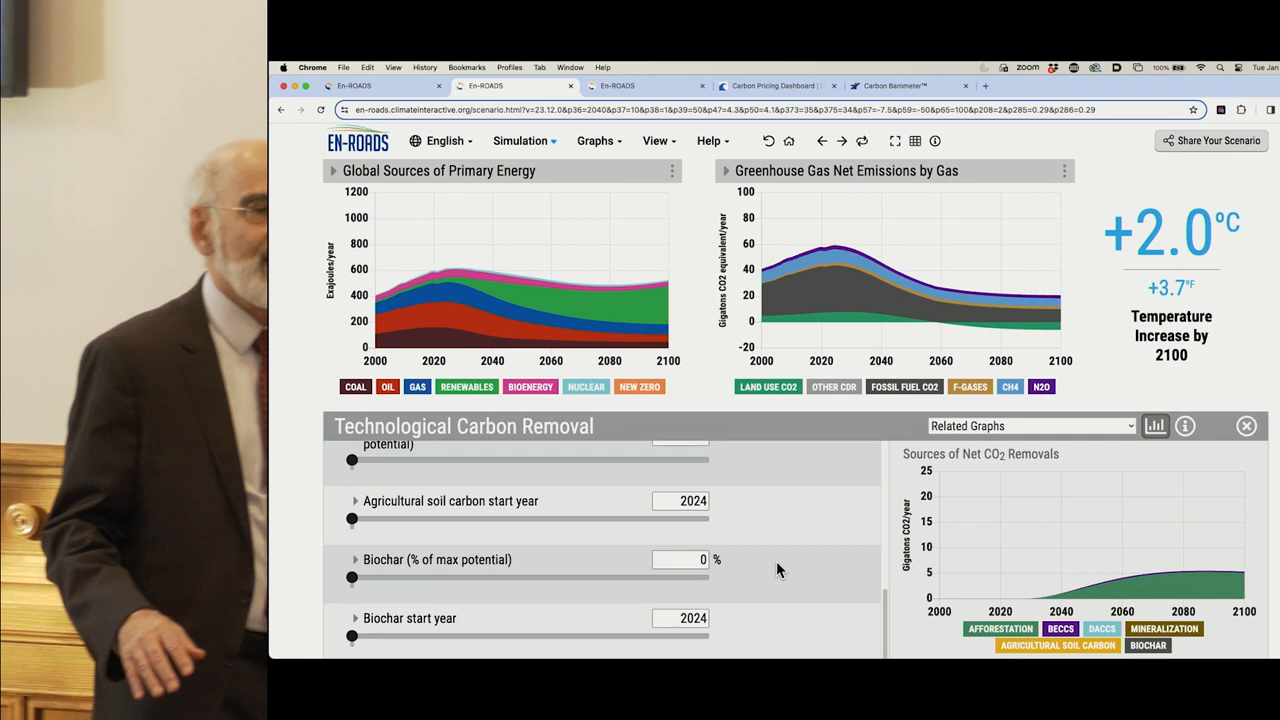 Chrome File Edit View History Bookmarks Profiles Tab Window Help
zoom 100% Tue Jan
En-ROADS En-ROADS En-ROADS Carbon Pricing Dashboard | Carbon Barometer™
en-roads.climateinteractive.org/scenario.html?v=23.12.0&p36=2040&p37=10&p38=1&p39=50&p47=4.3&p50=4.1&p373=35&p375=34&p57=-7.5&p59=-50&p65=100&p208=2&p285=0.29&p286=0.29
EN-ROADS English Simulation Graphs View Help Share Your Scenario
Global Sources of Primary Energy
Exajoules/year
1200
1000
800
600
400
200
0
2000 2020 2040 2060 2080 2100
COAL OIL GAS RENEWABLES BIOENERGY NUCLEAR NEW ZERO
Greenhouse Gas Net Emissions by Gas
Gigatons CO2 equivalent/year
100
80
60
40
20
0
-20
2000 2020 2040 2060 2080 2100
LAND USE CO2 OTHER CDR FOSSIL FUEL CO2 F-GASES CH4 N2O
+2.0°C
+3.7°F
Temperature
Increase by
2100
Technological Carbon Removal
Related Graphs
potential)
Agricultural soil carbon start year 2024
Biochar (% of max potential) 0 %
Biochar start year 2024
Sources of Net CO2 Removals
Gigatons CO2/year
25
20
15
10
5
0
2000 2020 2040 2060 2080 2100
AFFORESTATION BECCS DACCS MINERALIZATION
AGRICULTURAL SOIL CARBON BIOCHAR